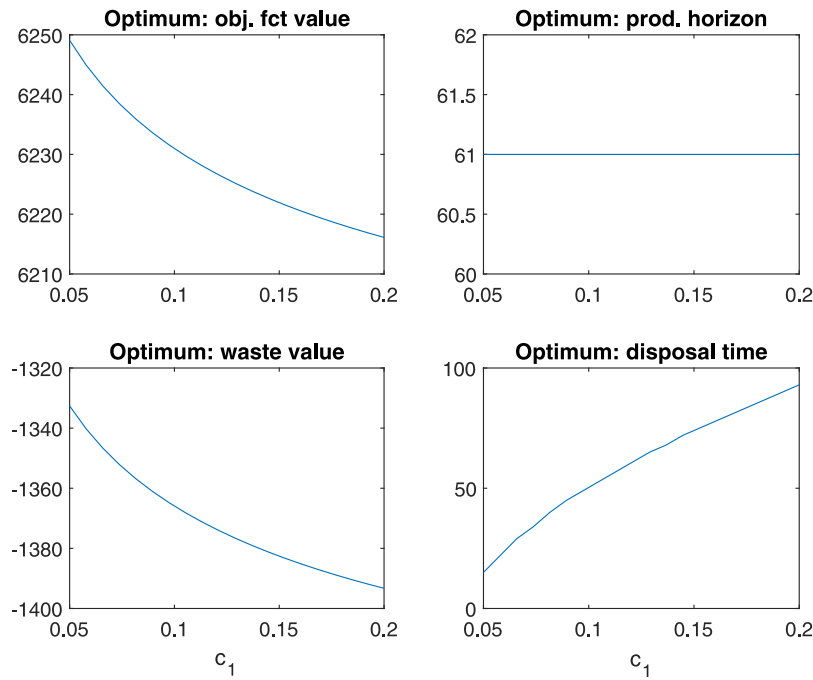 Optimum: obj. fct value
6250
6240
6230
6220
6210
0.05 0.1 0.15 0.2
Optimum: prod. horizon
62
61.5
61
60.5
60
0.05 0.1 0.15 0.2
Optimum: waste value
-1320
-1340
-1360
-1380
-1400
0.05 0.1 0.15 0.2
c_1
Optimum: disposal time
100
50
0
0.05 0.1 0.15 0.2
c_1